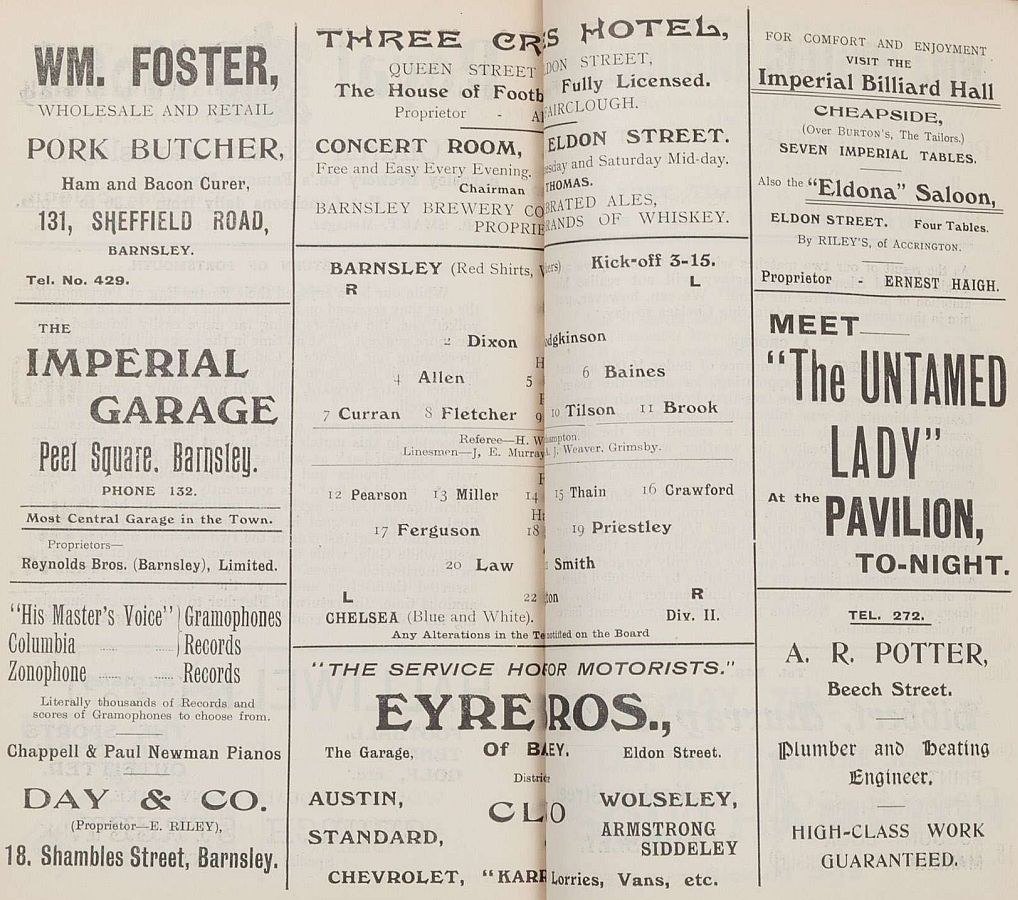 WM. FOSTER,
WHOLESALE AND RETAIL
PORK BUTCHER,
Ham and Bacon Curer,
131, SHEFFIELD ROAD,
BARNSLEY.
Tel. No. 429.
THE
IMPERIAL
GARAGE
Peel Square. Barnsley.
PHONE 132.
Most Central Garage in the Town.
Proprietors—
Reynolds Bros. (Barnsley), Limited.
"His Master's Voice" Gramophones
Columbia Records
Zonophone Records
Literally thousands of Records and
scores of Gramophones to choose from.
Chappell & Paul Newman Pianos
DAY & CO.
(Proprietor—E. RILEY),
18, Shambles Street, Barnsley.
THREE CR S HOTEL,
QUEEN STREET DON STREET,
The House of Footb Fully Licensed.
Proprietor - A FAIRCLOUGH.
CONCERT ROOM, ELDON STREET.
Free and Easy Every Evening. sday and Saturday Mid-day.
Chairman THOMAS.
BARNSLEY BREWERY CO BRATED ALES,
PROPRIE RANDS OF WHISKEY.
BARNSLEY (Red Shirts, Kick-off 3-15.
R L
2 Dixon odgkinson
H
4 Allen 5 6 Baines
7 Curran 8 Fletcher 9 10 Tilson 11 Brook
Referee—H. W hampton.
Linesmen—J, E. Murray A. J. Weaver. Grimsby.
12 Pearson 13 Miller 14 15 Thain 16 Crawford
17 Ferguson 18 19 Priestley
20 Law Smith
L 22 ton R
CHELSEA (Blue and White). Div. II.
Any Alterations in the Te notified on the Board
"THE SERVICE HO FOR MOTORISTS."
EYRE ROS.,
The Garage, Of B EY. Eldon Street.
Distric
AUSTIN, CL O WOLSELEY,
STANDARD, ARMSTRONG
SIDDELEY
CHEVROLET, "KARR Lorries, Vans, etc.
FOR COMFORT AND ENJOYMENT
VISIT THE
Imperial Billiard Hall
CHEAPSIDE,
(Over BURTON'S, The Tailors.)
SEVEN IMPERIAL TABLES.
Also the "Eldona" Saloon,
ELDON STREET. Four Tables.
By RILEY'S, of ACCRINGTON.
Proprietor - ERNEST HAIGH.
MEET
"The UNTAMED
LADY"
At the PAVILION,
TO-NIGHT.
TEL. 272.
A. R. POTTER,
Beech Street.
Plumber and Heating
Engineer,
HIGH-CLASS WORK
GUARANTEED.